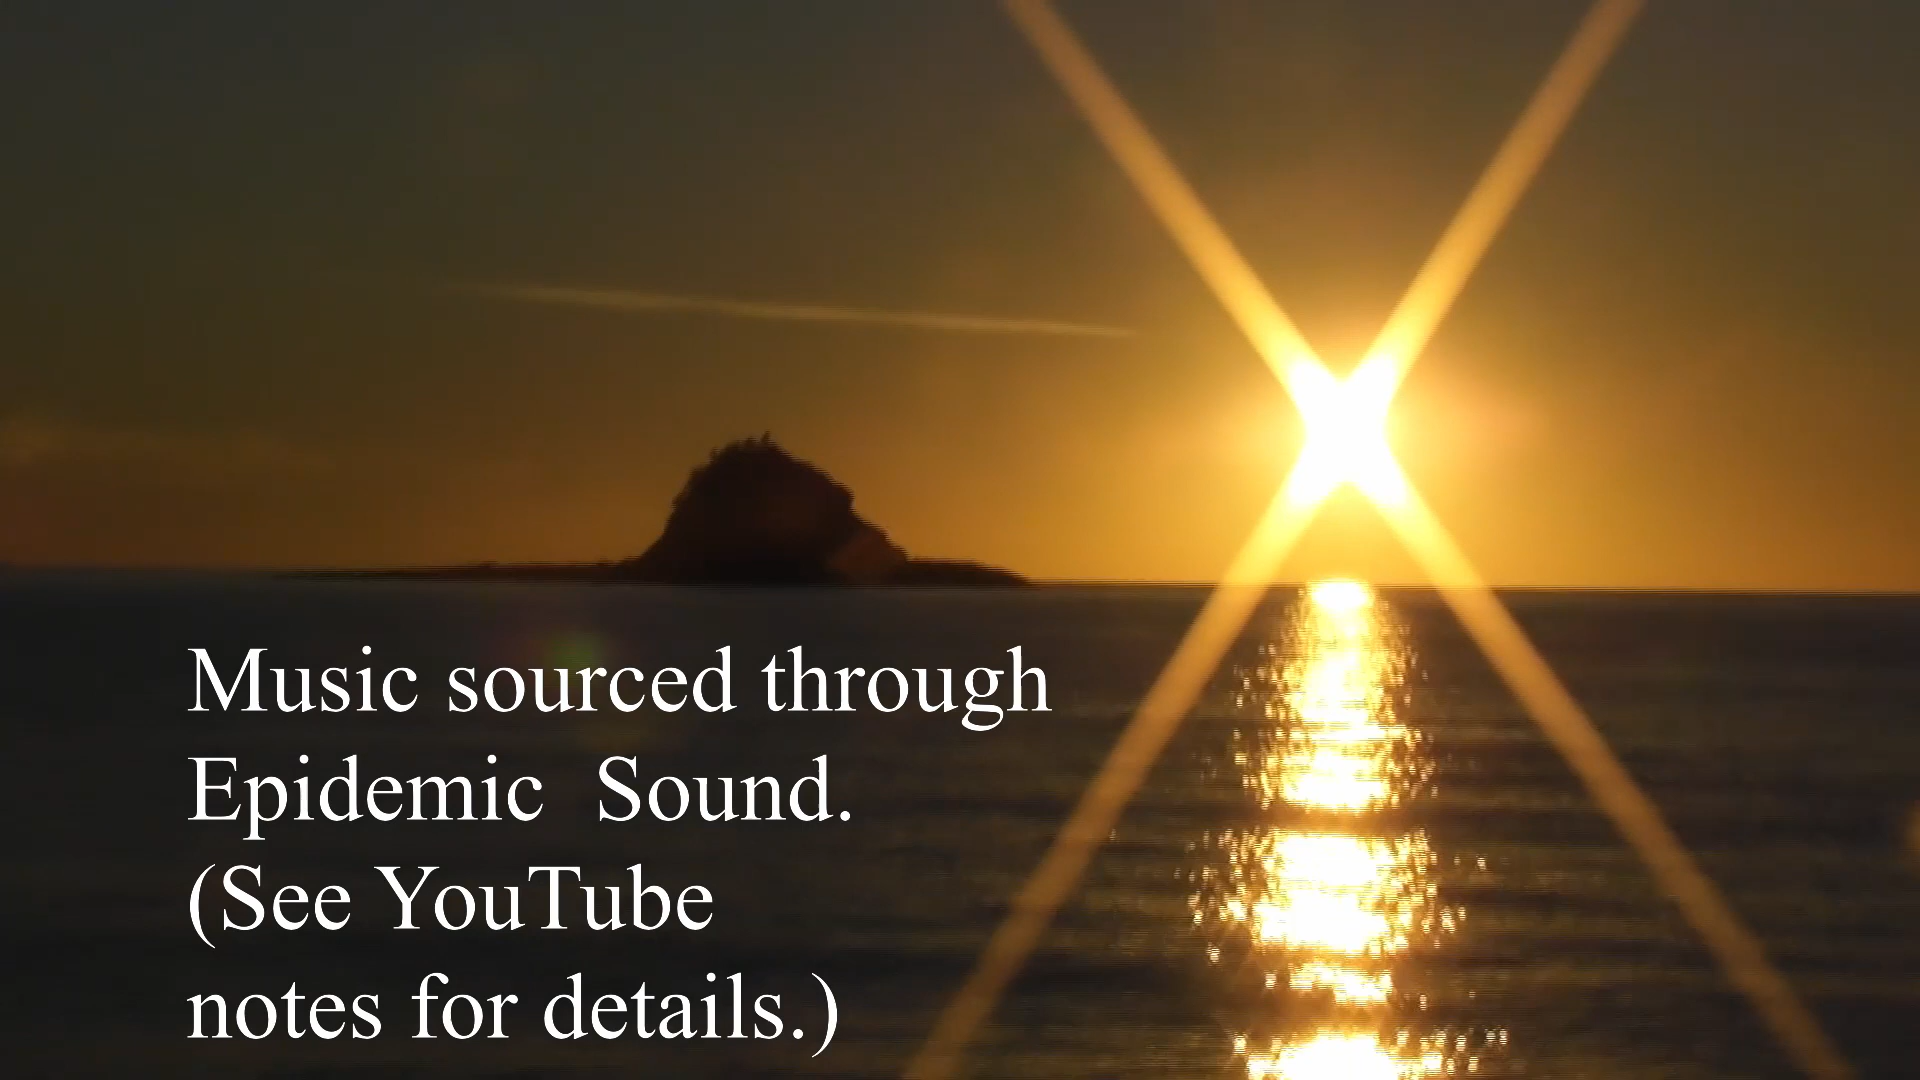 Music sourced through
Epidemic  Sound.
(See YouTube
notes for details.)